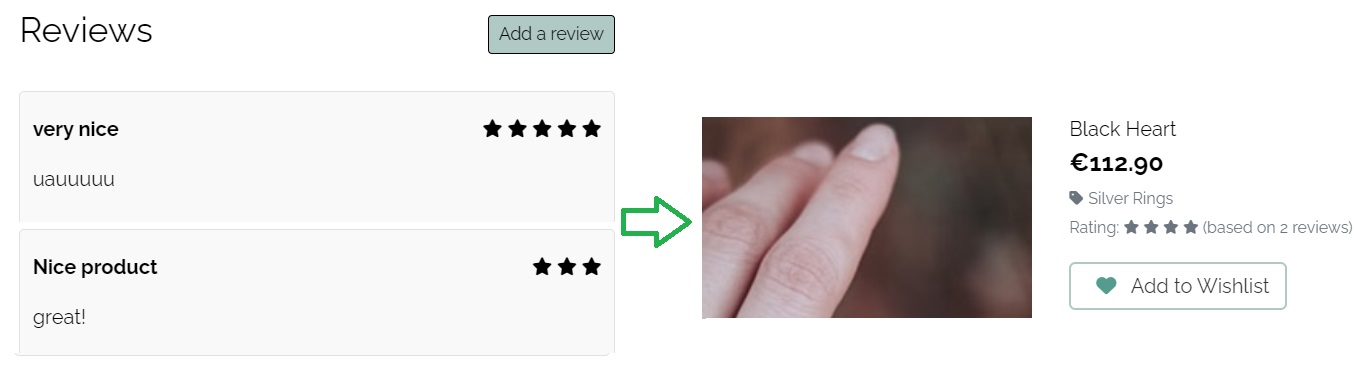 Reviews
Add a review
very nice
uauuuuu
Nice product
great!
Black Heart
€112.90
Silver Rings
Rating: (based on 2 reviews)
Add to Wishlist